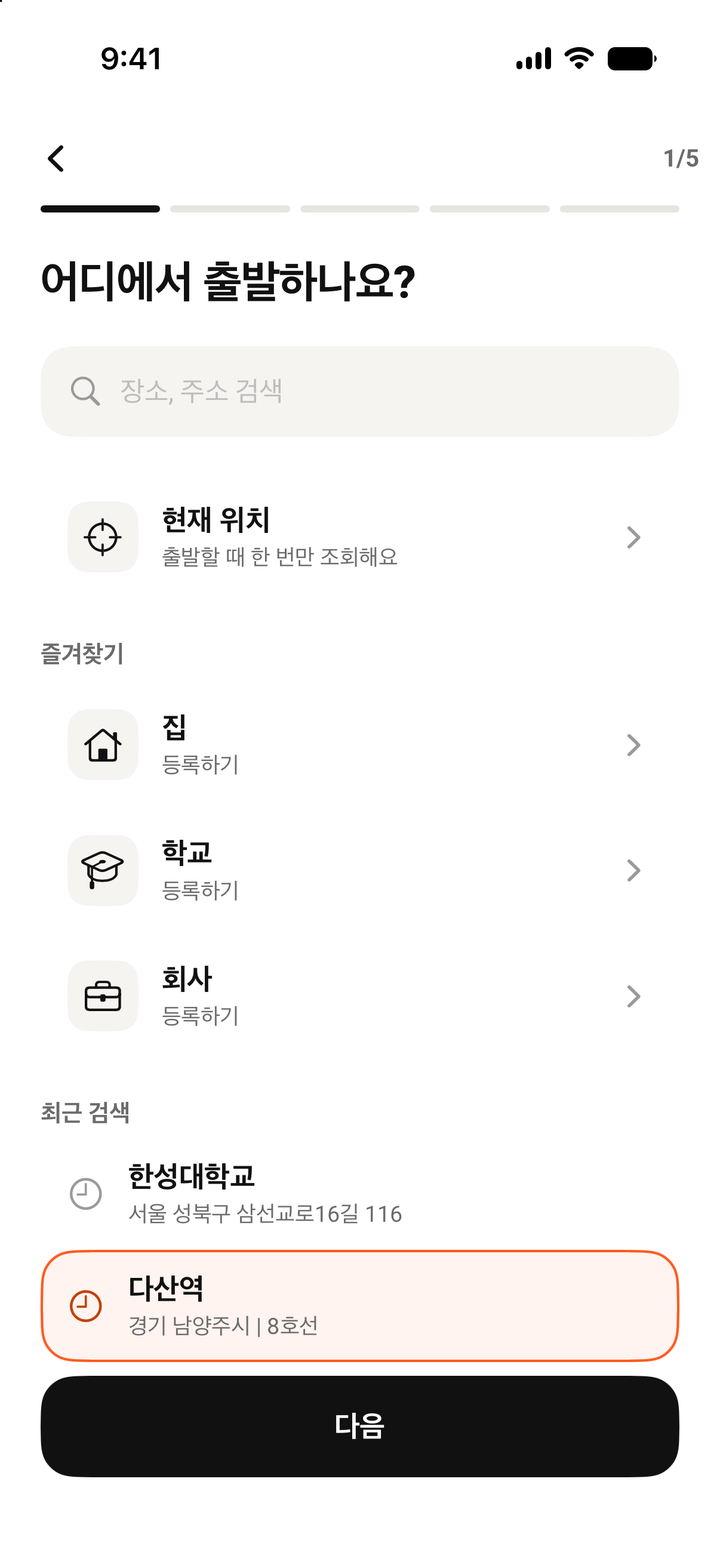 9:41
1/5
어디에서 출발하나요?
장소, 주소 검색
현재 위치
출발할 때 한 번만 조회해요
즐겨찾기
집
등록하기
학교
등록하기
회사
등록하기
최근 검색
한성대학교
서울 성북구 삼선교로16길 116
다산역
경기 남양주시 | 8호선
다음